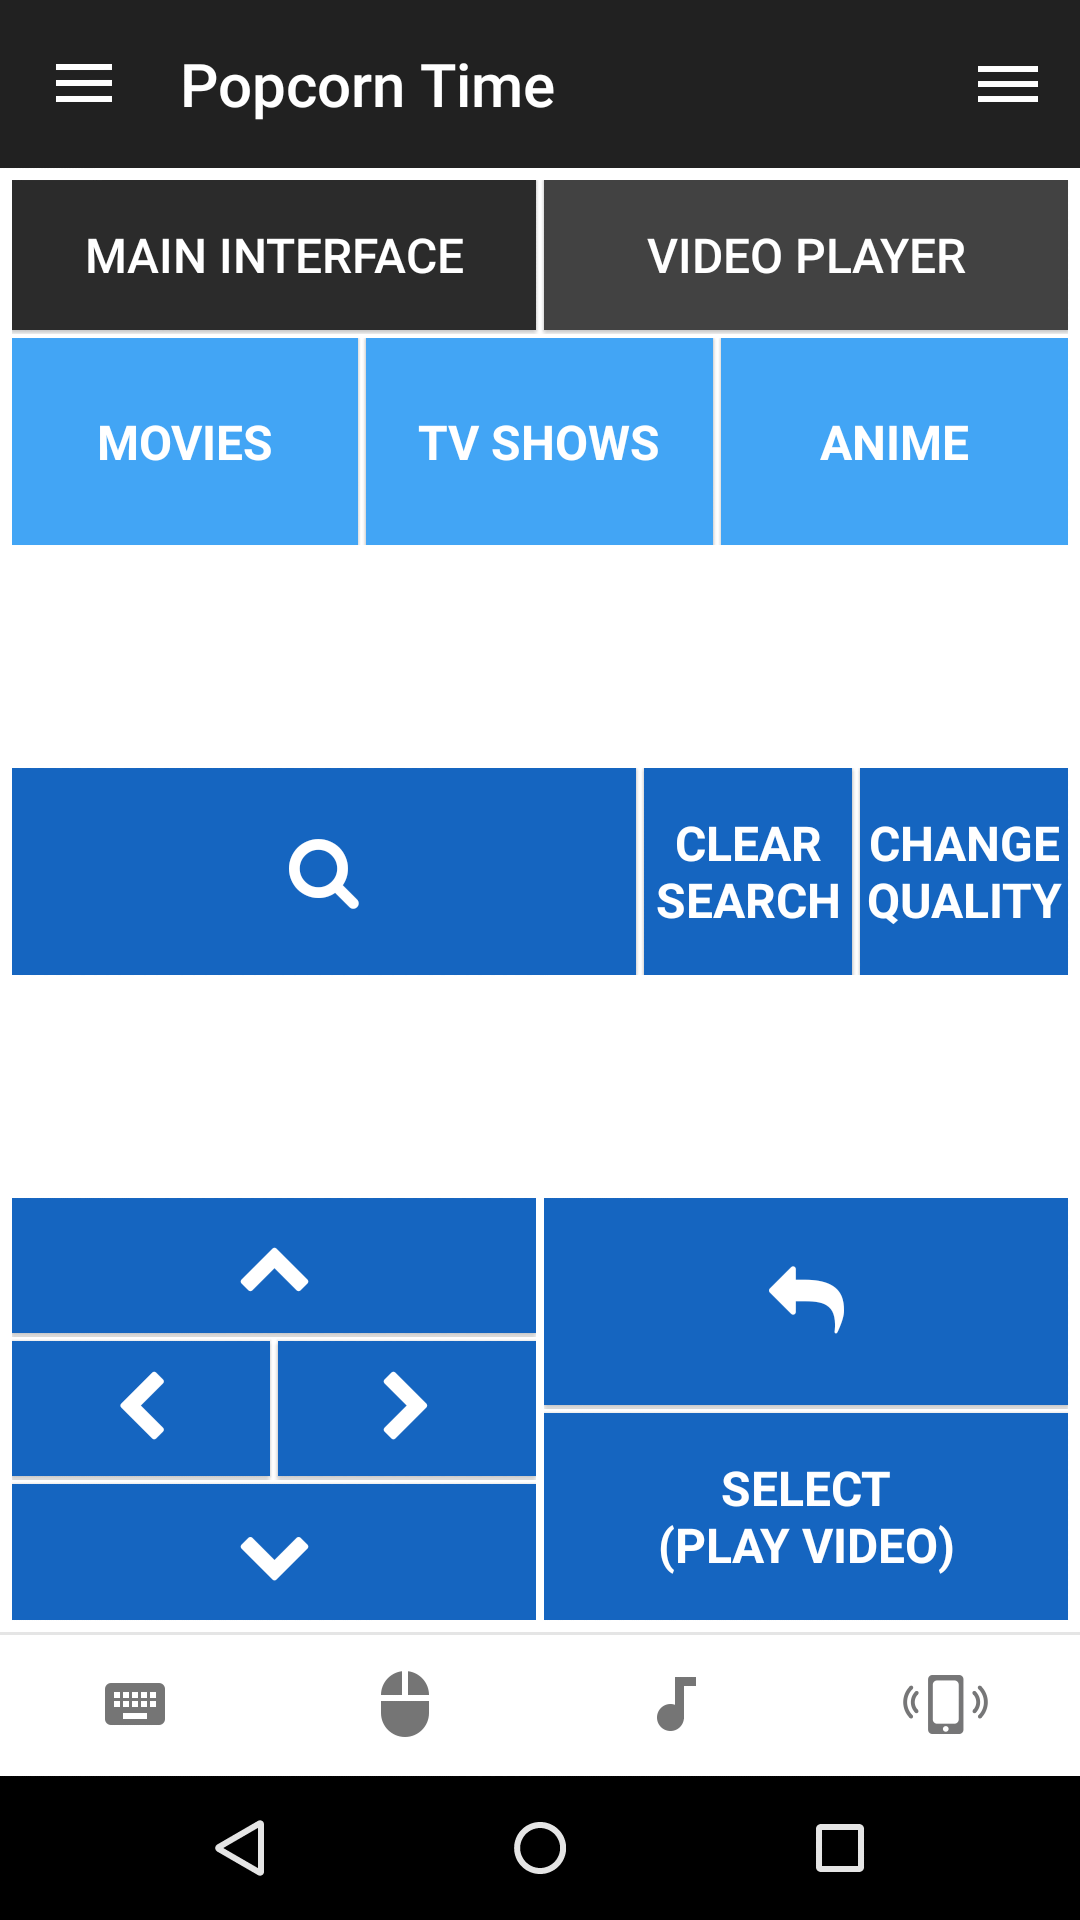 Popcorn Time
MAIN INTERFACE
VIDEO PLAYER
MOVIES
TV SHOWS
ANIME
CLEAR
SEARCH
CHANGE
QUALITY
SELECT
(PLAY VIDEO)